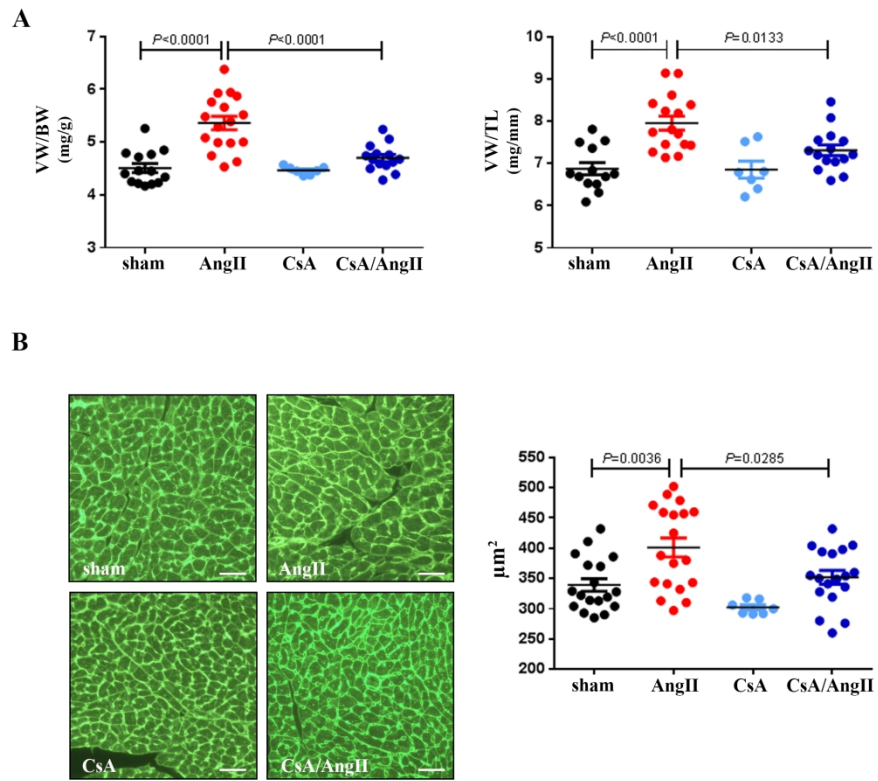 A
P<0.0001
P<0.0001
VW/BW
(mg/g)
7
6
5
4
3
sham
AngII
CsA
CsA/AngII
P<0.0001
P=0.0133
VW/TL
(mg/mm)
10
9
8
7
6
5
sham
AngII
CsA
CsA/AngII
B
sham
AngII
CsA
CsA/AngII
P=0.0036
P=0.0285
µm²
550
500
450
400
350
300
250
200
sham
AngII
CsA
CsA/AngII